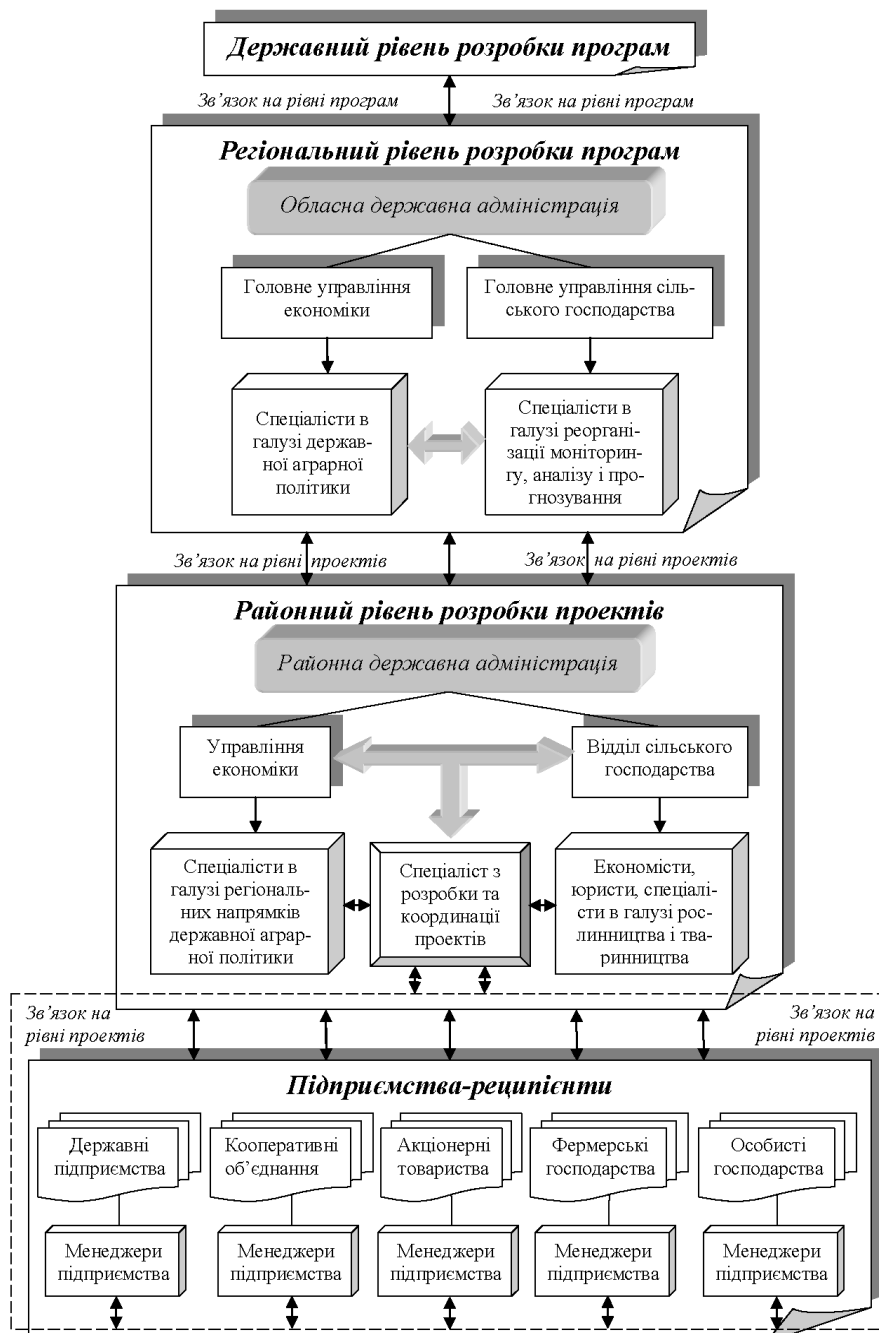 Державний рівень розробки програм
Зв’язок на рівні програм
Зв’язок на рівні програм
Регіональний рівень розробки програм
Обласна державна адміністрація
Головне управління
економіки
Головне управління сіль-
ського господарства
Спеціалісти в
галузі держав-
ної аграрної
політики
Спеціалісти в
галузі реоргані-
зації моніторин-
гу, аналізу і про-
гнозування
Зв’язок на рівні проектів
Зв’язок на рівні проектів
Районний рівень розробки проектів
Районна державна адміністрація
Управління
економіки
Відділ сільського
господарства
Спеціалісти в
галузі регіональ-
них напрямків
державної аграр-
ної політики
Спеціаліст з
розробки та
координації
проектів
Економісти,
юристи, спеціалі-
сти в галузі рос-
линництва і тва-
ринництва
Зв’язок на
рівні проектів
Зв’язок на
рівні проектів
Підприємства-реципієнти
Державні
підприємства
Кооперативні
об’єднання
Акціонерні
товариства
Фермерські
господарства
Особисті
господарства
Менеджери
підприємства
Менеджери
підприємства
Менеджери
підприємства
Менеджери
підприємства
Менеджери
підприємства